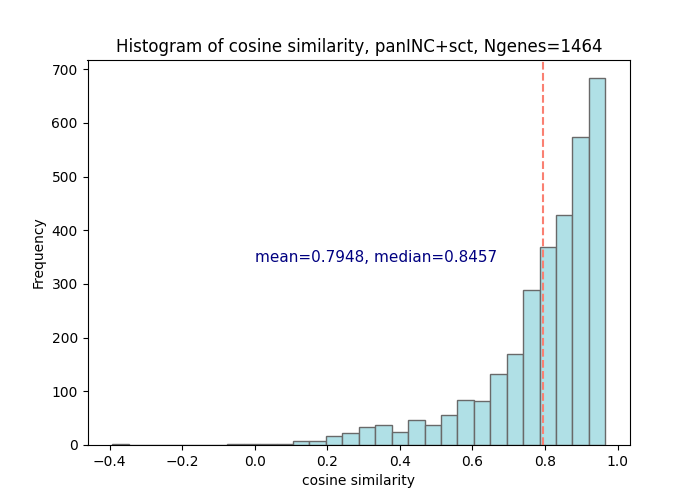 Histogram of cosine similarity, panINC+sct, Ngenes=1464
700
600
500
400
300
200
100
0
Frequency
mean=0.7948, median=0.8457
−0.4 −0.2 0.0 0.2 0.4 0.6 0.8 1.0
cosine similarity